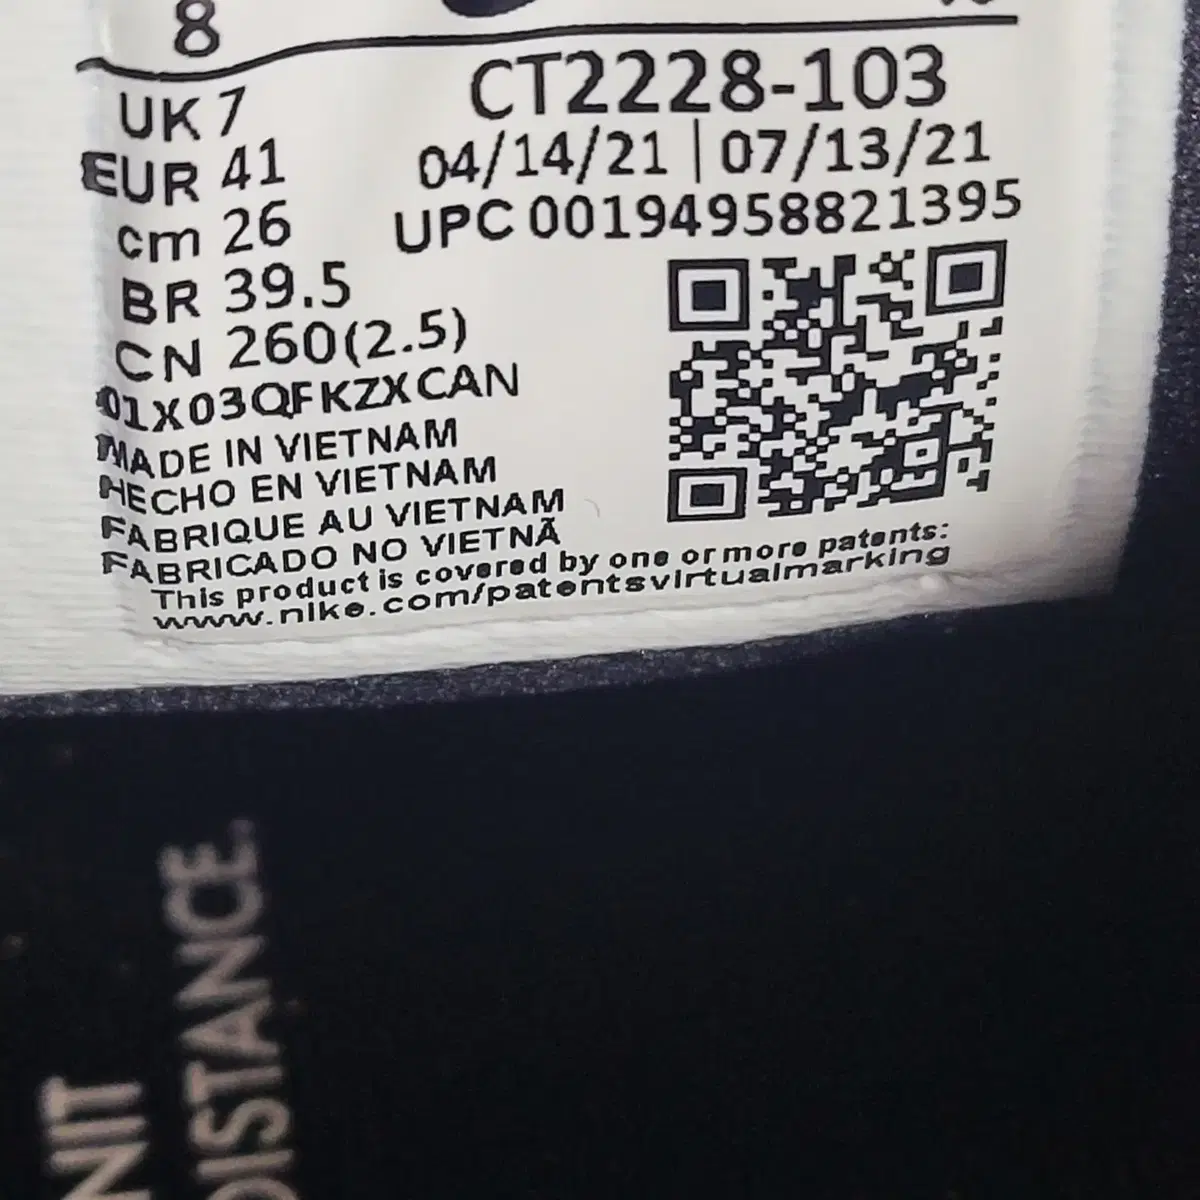 8
UK 7
EUR 41
cm 26
BR 39.5
CN 260(2.5)
CT2228-103
04/14/21 | 07/13/21
UPC 00194958821395
01X03QFKZXCAN
MADE IN VIETNAM
HECHO EN VIETNAM
FABRIQUE AU VIETNAM
FABRICADO NO VIETNÃ
This product is covered by one or more patents:
www.nike.com/patentsvirtualmarking
DISTANCE.